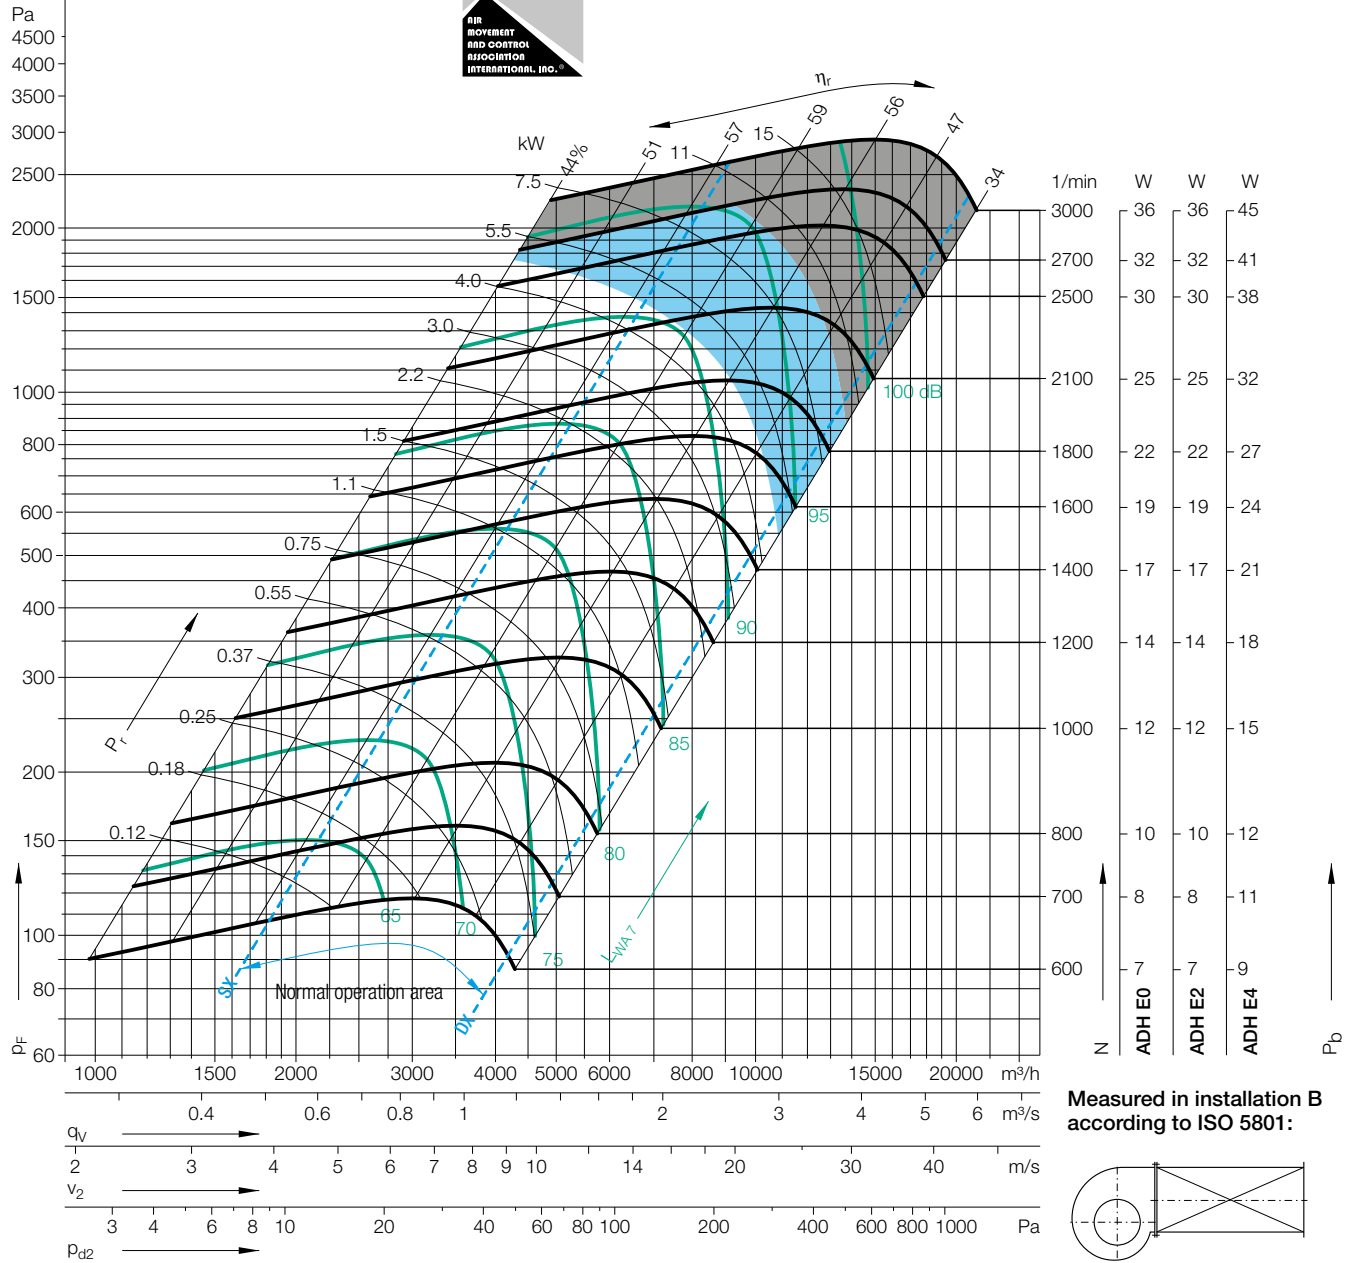 Pa
4500
4000
3500
3000
2500
2000
1500
1000
800
600
500
400
300
200
150
100
80
60
pF
AIR
MOVEMENT
AND CONTROL
ASSOCIATION
INTERNATIONAL, INC.®
ηr
kW
44%
51
57
59
56
47
34
15
11
7.5
5.5
4.0
3.0
2.2
1.5
1.1
0.75
0.55
0.37
0.25
0.18
0.12
Pr
100 dB
95
90
85
80
75
70
65
LWA 7
SX
Normal operation area
DX
1/min W W W
3000 36 36 45
2700 32 32 41
2500 30 30 38
2100 25 25 32
1800 22 22 27
1600 19 19 24
1400 17 17 21
1200 14 14 18
1000 12 12 15
800 10 10 12
700 8 8 11
600 7 7 9
N ADH E0 ADH E2 ADH E4 Pb
1000 1500 2000 3000 4000 5000 6000 8000 10000 15000 20000 m³/h
0.4 0.6 0.8 1 2 3 4 5 6 m³/s
qV
2 3 4 5 6 7 8 9 10 14 20 30 40 m/s
v2
3 4 6 8 10 20 40 60 80 100 200 400 600 800 1000 Pa
pd2
Measured in installation B
according to ISO 5801: